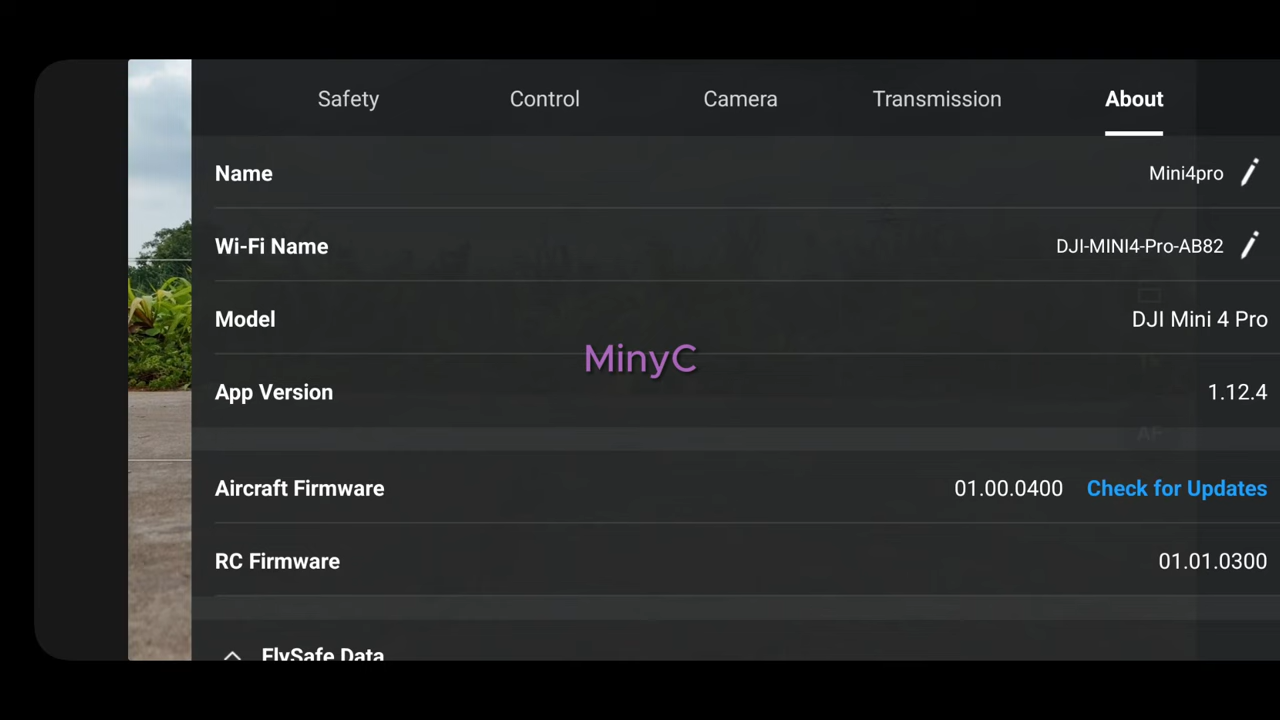 Safety Control Camera Transmission About
Name Mini4pro
Wi-Fi Name DJI-MINI4-Pro-AB82
Model DJI Mini 4 Pro
MinyC
App Version 1.12.4
Aircraft Firmware 01.00.0400 Check for Updates
RC Firmware 01.01.0300
FlySafe Data